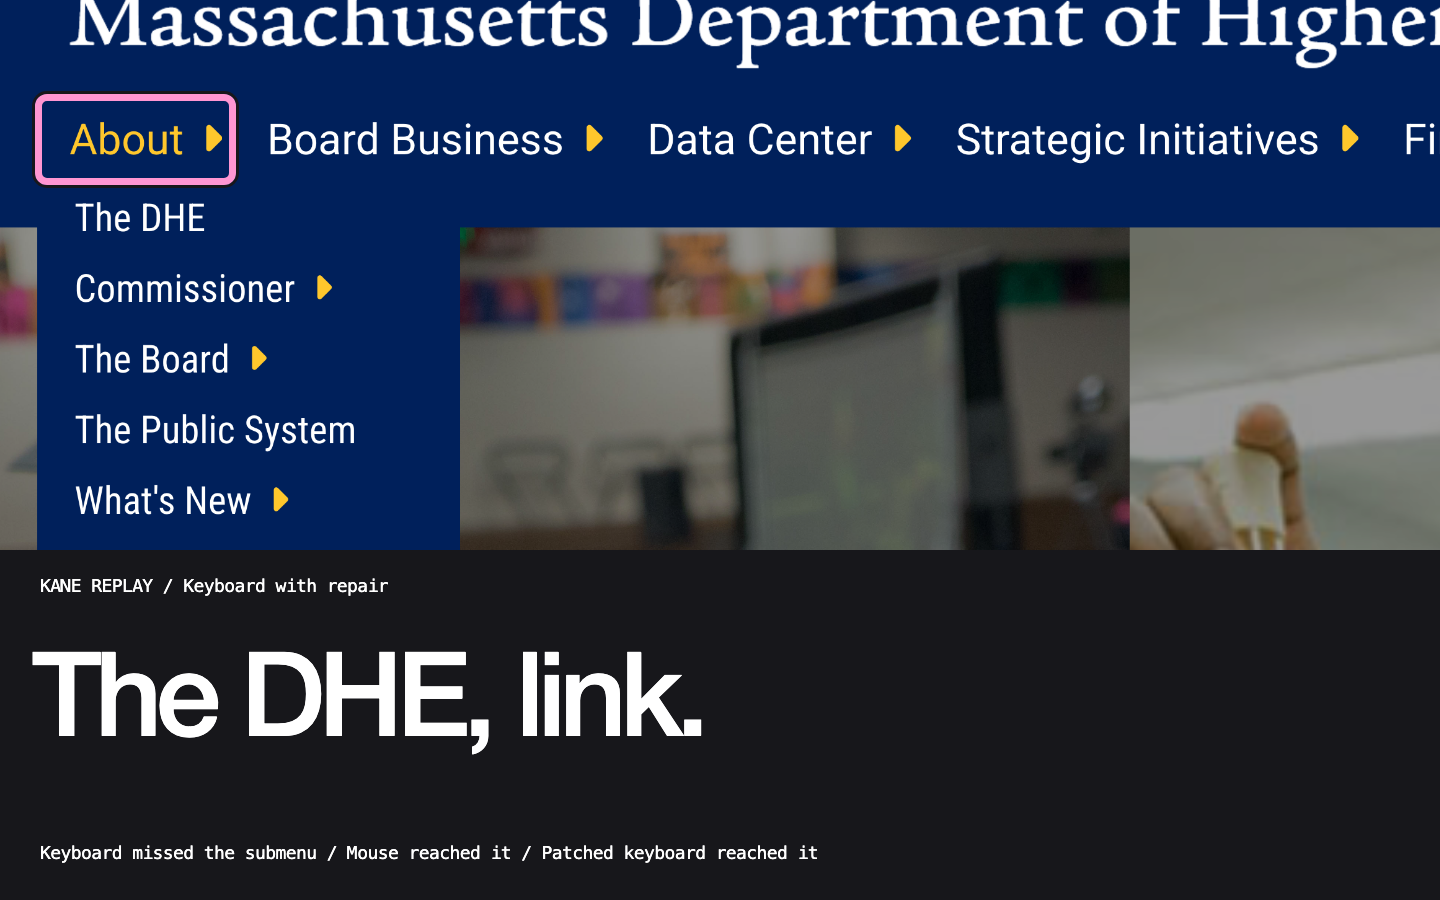 Massachusetts Department of Higher
About Board Business Data Center Strategic Initiatives Fi
The DHE
Commissioner
The Board
The Public System
What's New
KANE REPLAY / Keyboard with repair
The DHE, link.
Keyboard missed the submenu / Mouse reached it / Patched keyboard reached it